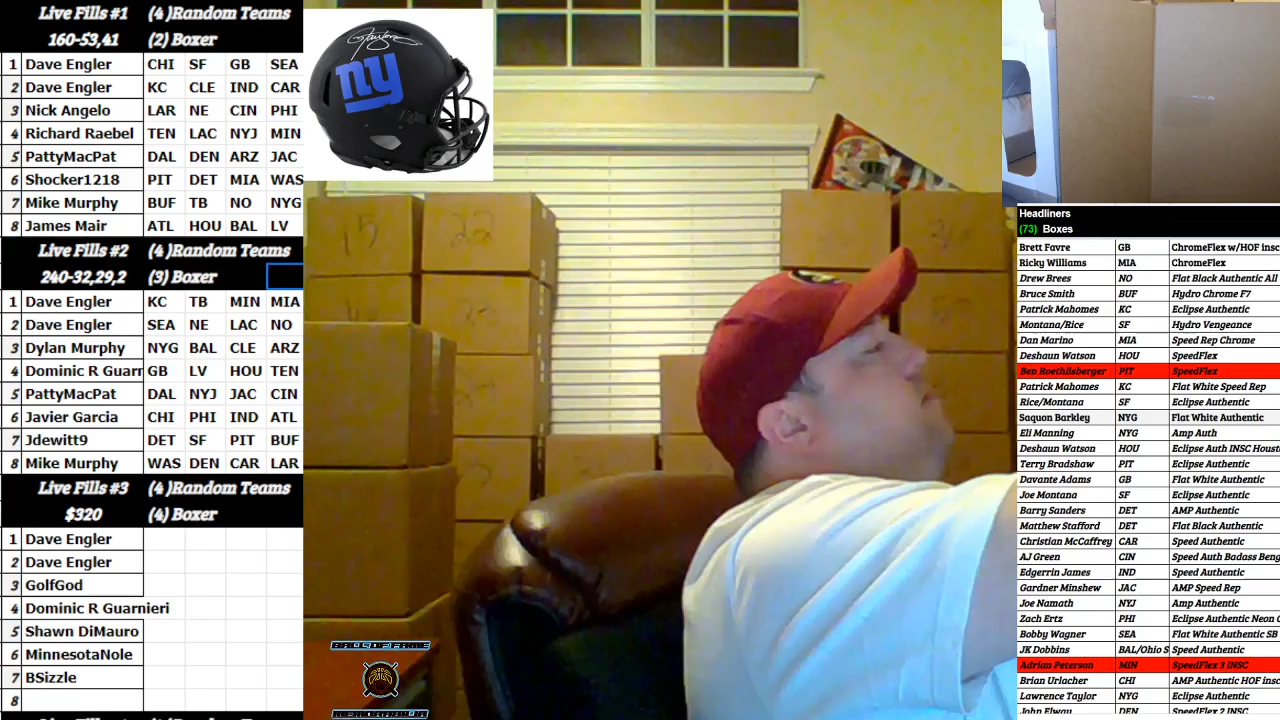 Live Fills #1 (4 )Random Teams
160-53,41 (2) Boxer
1 Dave Engler CHI SF GB SEA
2 Dave Engler KC CLE IND CAR
3 Nick Angelo LAR NE CIN PHI
4 Richard Raebel TEN LAC NYJ MIN
5 PattyMacPat DAL DEN ARZ JAC
6 Shocker1218 PIT DET MIA WAS
7 Mike Murphy BUF TB NO NYG
8 James Mair ATL HOU BAL LV
Live Fills #2 (4)Random Teams
240-32,29,2 (3) Boxer
1 Dave Engler KC TB MIN MIA
2 Dave Engler SEA NE LAC NO
3 Dylan Murphy NYG BAL CLE ARZ
4 Dominic R Guarr GB LV HOU TEN
5 PattyMacPat DAL NYJ JAC CIN
6 Javier Garcia CHI PHI IND ATL
7 Jdewitt9 DET SF PIT BUF
8 Mike Murphy WAS DEN CAR LAR
Live Fills #3 (4)Random Teams
$320 (4) Boxer
1 Dave Engler
2 Dave Engler
3 GolfGod
4 Dominic R Guarnieri
5 Shawn DiMauro
6 MinnesotaNole
7 BSizzle
8
ny
15
22
Headliners
(73) Boxes
Brett Favre GB ChromeFlex w/HOF insc
Ricky Williams MIA ChromeFlex
Drew Brees NO Flat Black Authentic All
Bruce Smith BUF Hydro Chrome F7
Patrick Mahomes KC Eclipse Authentic
Montana/Rice SF Hydro Vengeance
Dan Marino MIA Speed Rep Chrome
Deshaun Watson HOU SpeedFlex
Ben Roethlisberger PIT SpeedFlex
Patrick Mahomes KC Flat White Speed Rep
Rice/Montana SF Eclipse Authentic
Saquon Barkley NYG Flat White Authentic
Eli Manning NYG Amp Auth
Deshaun Watson HOU Eclipse Auth INSC Houst
Terry Bradshaw PIT Eclipse Authentic
Davante Adams GB Flat White Authentic
Joe Montana SF Eclipse Authentic
Barry Sanders DET AMP Authentic
Matthew Stafford DET Flat Black Authentic
Christian McCaffrey CAR Speed Authentic
AJ Green CIN Speed Auth Badass Beng
Edgerrin James IND Speed Authentic
Gardner Minshew JAC AMP Speed Rep
Joe Namath NYJ Amp Authentic
Zach Ertz PHI Eclipse Authentic Neon G
Bobby Wagner SEA Flat White Authentic SB
JK Dobbins BAL/Ohio S Speed Authentic
Adrian Peterson MIN SpeedFlex 3 INSC
Brian Urlacher CHI AMP Authentic HOF insc
Lawrence Taylor NYG Eclipse Authentic
John Elway DEN SpeedFlex 2 INSC